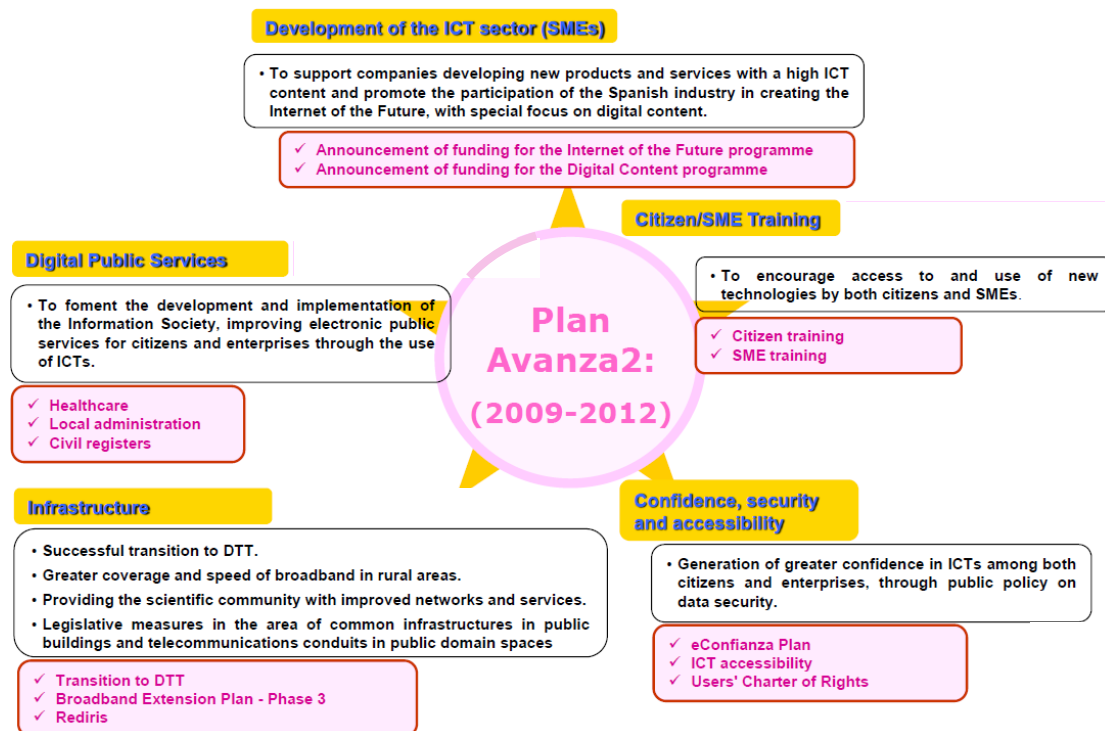 Development of the ICT sector (SMEs)
• To support companies developing new products and services with a high ICT
content and promote the participation of the Spanish industry in creating the
Internet of the Future, with special focus on digital content.
✓ Announcement of funding for the Internet of the Future programme
✓ Announcement of funding for the Digital Content programme
Citizen/SME Training
• To encourage access to and use of new
technologies by both citizens and SMEs.
✓ Citizen training
✓ SME training
Digital Public Services
• To foment the development and implementation of
the Information Society, improving electronic public
services for citizens and enterprises through the use
of ICTs.
✓ Healthcare
✓ Local administration
✓ Civil registers
Plan
Avanza2:
(2009-2012)
Infrastructure
• Successful transition to DTT.
• Greater coverage and speed of broadband in rural areas.
• Providing the scientific community with improved networks and services.
• Legislative measures in the area of common infrastructures in public
buildings and telecommunications conduits in public domain spaces
✓ Transition to DTT
✓ Broadband Extension Plan - Phase 3
✓ Rediris
Confidence, security
and accessibility
• Generation of greater confidence in ICTs among both
citizens and enterprises, through public policy on
data security.
✓ eConfianza Plan
✓ ICT accessibility
✓ Users' Charter of Rights